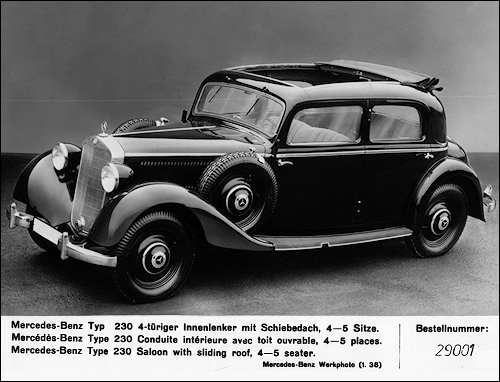 Mercedes-Benz Typ 230 4-türiger Innenlenker mit Schiebedach, 4—5 Sitze.
Mercédès-Benz Type 230 Conduite intérieure avec toit ouvrable, 4—5 places.
Mercedes-Benz Type 230 Saloon with sliding roof, 4—5 seater.
Mercedes-Benz Werkphoto (1. 38)
Bestellnummer:
29001